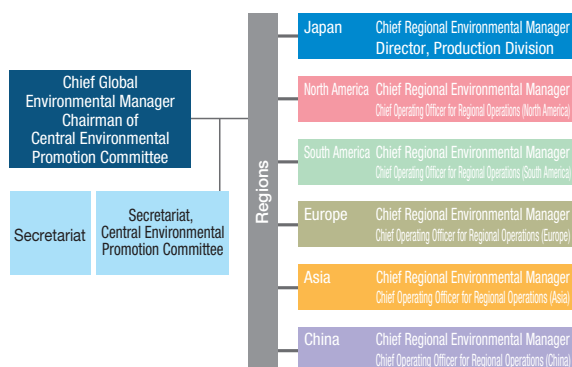 Chief Global
Environmental Manager
Chairman of
Central Environmental
Promotion Committee
Secretariat
Secretariat,
Central Environmental
Promotion Committee
Regions
Japan Chief Regional Environmental Manager
Director, Production Division
North America Chief Regional Environmental Manager
Chief Operating Officer for Regional Operations (North America)
South America Chief Regional Environmental Manager
Chief Operating Officer for Regional Operations (South America)
Europe Chief Regional Environmental Manager
Chief Operating Officer for Regional Operations (Europe)
Asia Chief Regional Environmental Manager
Chief Operating Officer for Regional Operations (Asia)
China Chief Regional Environmental Manager
Chief Operating Officer for Regional Operations (China)